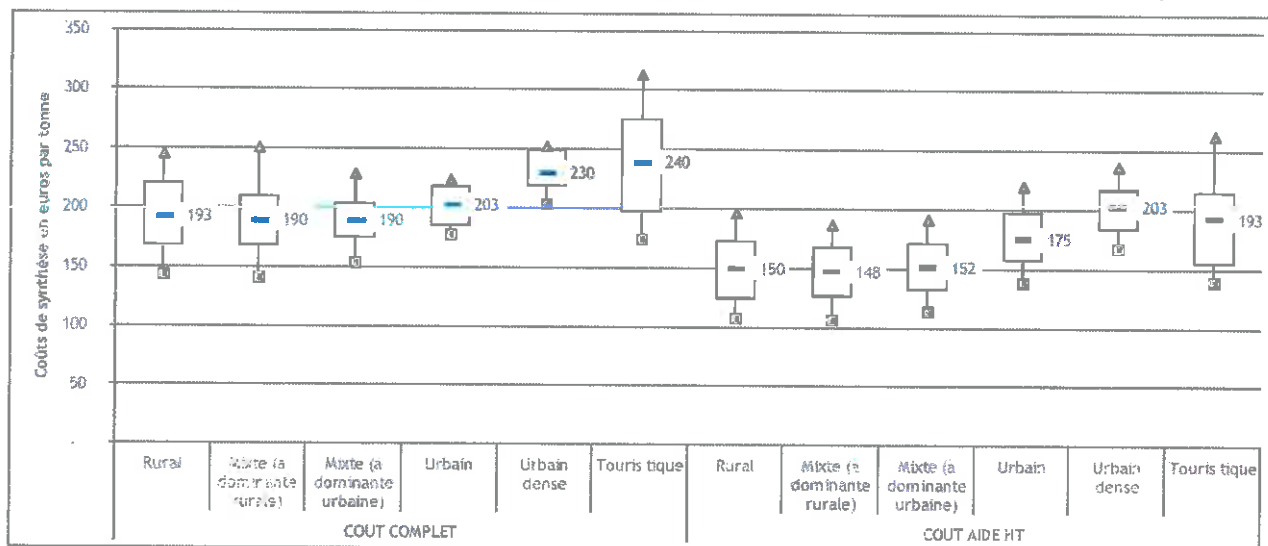 350
300
250
200
150
100
50
-
Coûts de synthèse en euros par tonne
193
190
190
203
230
240
150
148
152
175
203
193
Rural
Mixte (à dominante rurale)
Mixte (à dominante urbaine)
Urbain
Urbain dense
Touris tique
Rural
Mixte (à dominante rurale)
Mixte (à dominante urbaine)
Urbain
Urbain dense
Touris tique
COUT COMPLET
COUT AIDE HT